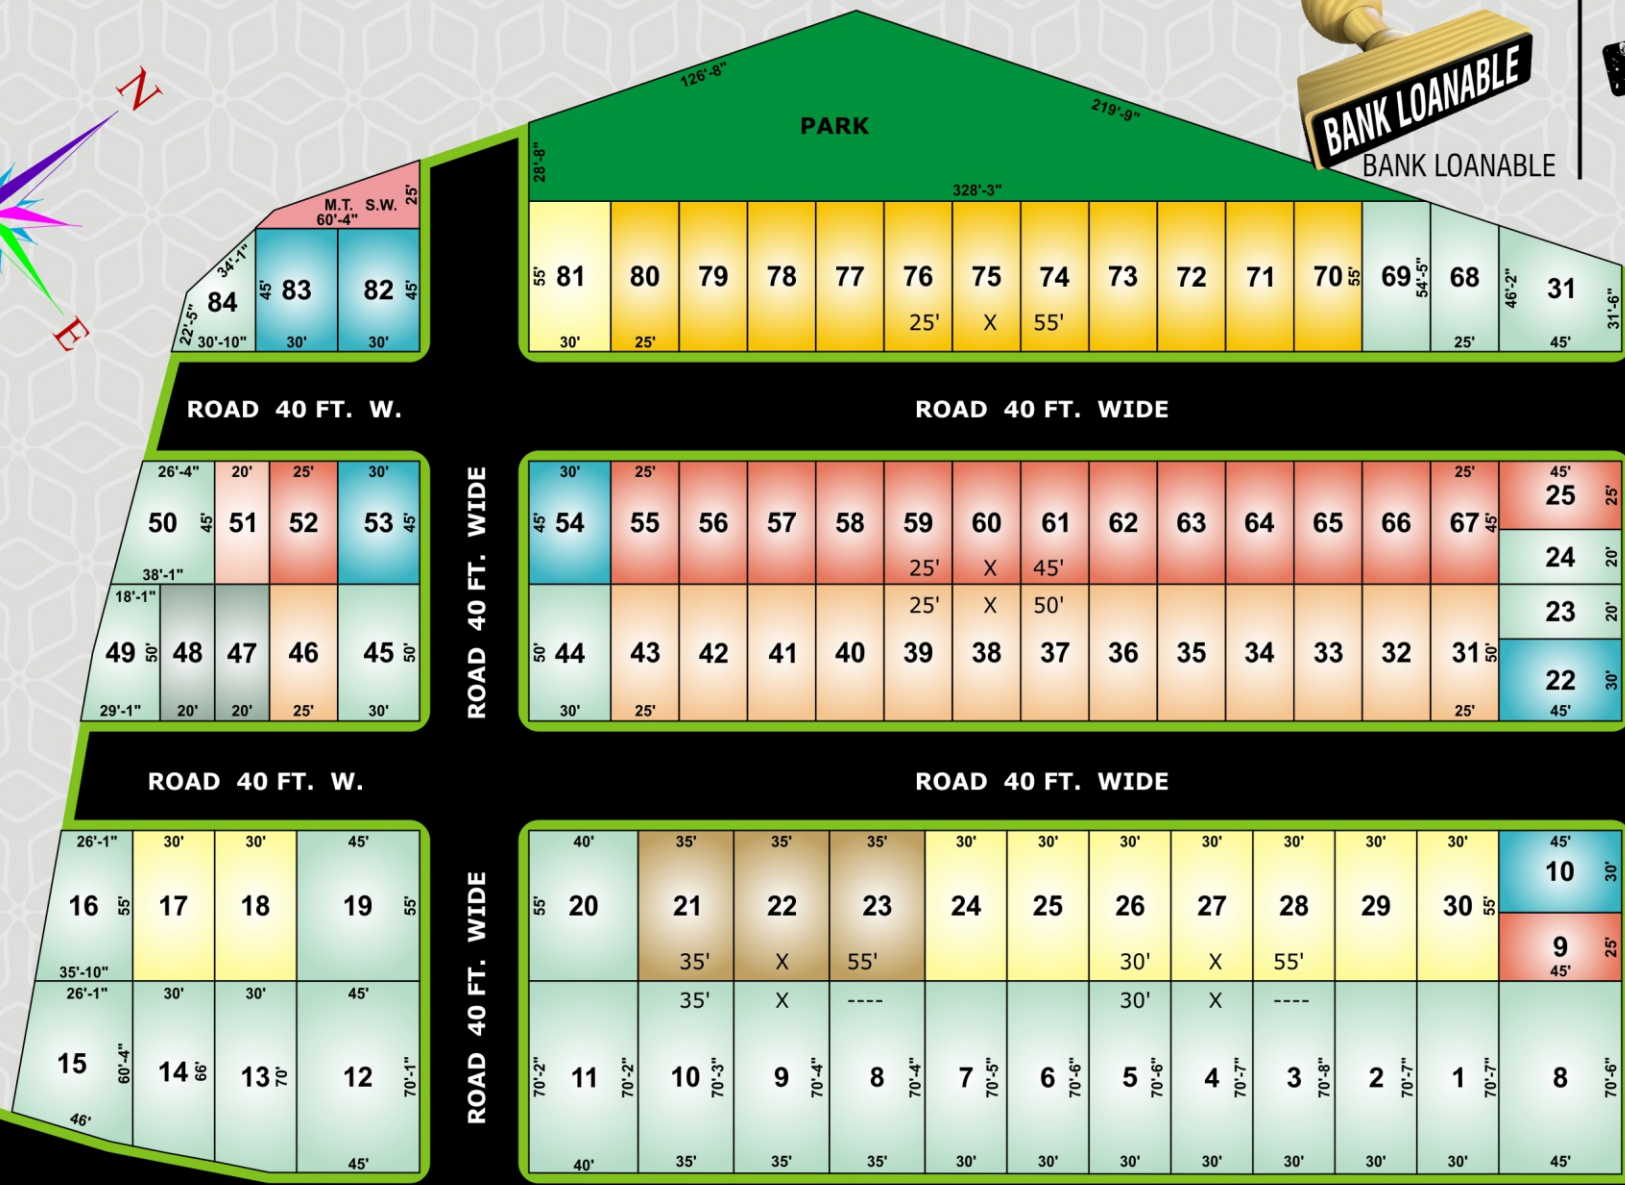 N
E
BANK LOANABLE
BANK LOANABLE
126'-8"
219'-9"
PARK
28'-8"
328'-3"
M.T. S.W. 25'
60'-4"
34'-1"
22'-5"
84
30'-10"
45' 83
30'
82 45'
30'
55' 81
30'
80 79 78 77 76 75 74 73 72 71 70 55'
25' X 55'
25'
69 54'-5"
68
25'
46'-2"
31
31'-6"
45'
ROAD 40 FT. W.
ROAD 40 FT. WIDE
26'-4" 20' 25' 30'
50 45' 51 52 53 45'
38'-1"
18'-1"
49 50' 48 47 46 45 50'
29'-1" 20' 20' 25' 30'
ROAD 40 FT. WIDE
30' 25' 25'
45' 54 55 56 57 58 59 60 61 62 63 64 65 66 67 45'
25' X 45'
25' X 50'
50' 44 43 42 41 40 39 38 37 36 35 34 33 32 31 50'
30' 25' 25'
45'
25 25'
24 20'
23 20'
22 30'
45'
ROAD 40 FT. W.
ROAD 40 FT. WIDE
26'-1" 30' 30' 45'
16 55' 17 18 19 55'
35'-10"
26'-1" 30' 30' 45'
15 60'-4" 14 66' 13 70' 12 70'-1"
46' 45'
ROAD 40 FT. WIDE
40' 35' 35' 35' 30' 30' 30' 30' 30' 30' 30'
55' 20 21 22 23 24 25 26 27 28 29 30 55'
35' X 55' 30' X 55'
45'
10 30'
9 25'
45'
35' X ---- 30' X ----
70'-2" 11 70'-2" 10 70'-3" 9 70'-4" 8 70'-4" 7 70'-5" 6 70'-6" 5 70'-6" 4 70'-7" 3 70'-8" 2 70'-7" 1 70'-7" 8 70'-6"
40' 35' 35' 35' 30' 30' 30' 30' 30' 30' 30' 45'